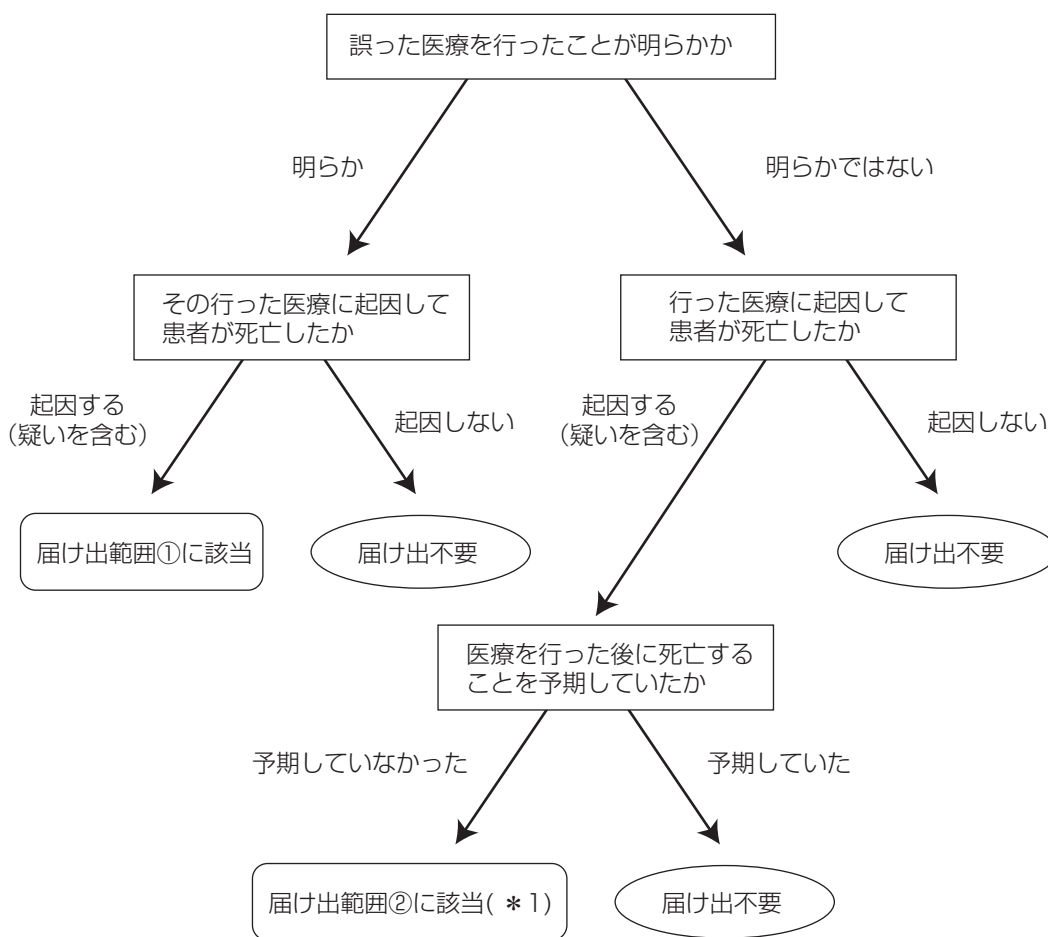 誤った医療を行ったことが明らかか
明らか
明らかではない
その行った医療に起因して
患者が死亡したか
行った医療に起因して
患者が死亡したか
起因する
(疑いを含む)
起因しない
起因する
(疑いを含む)
起因しない
届け出範囲①に該当
届け出不要
届け出不要
医療を行った後に死亡する
ことを予期していたか
予期していなかった
予期していた
届け出範囲②に該当( *1)
届け出不要